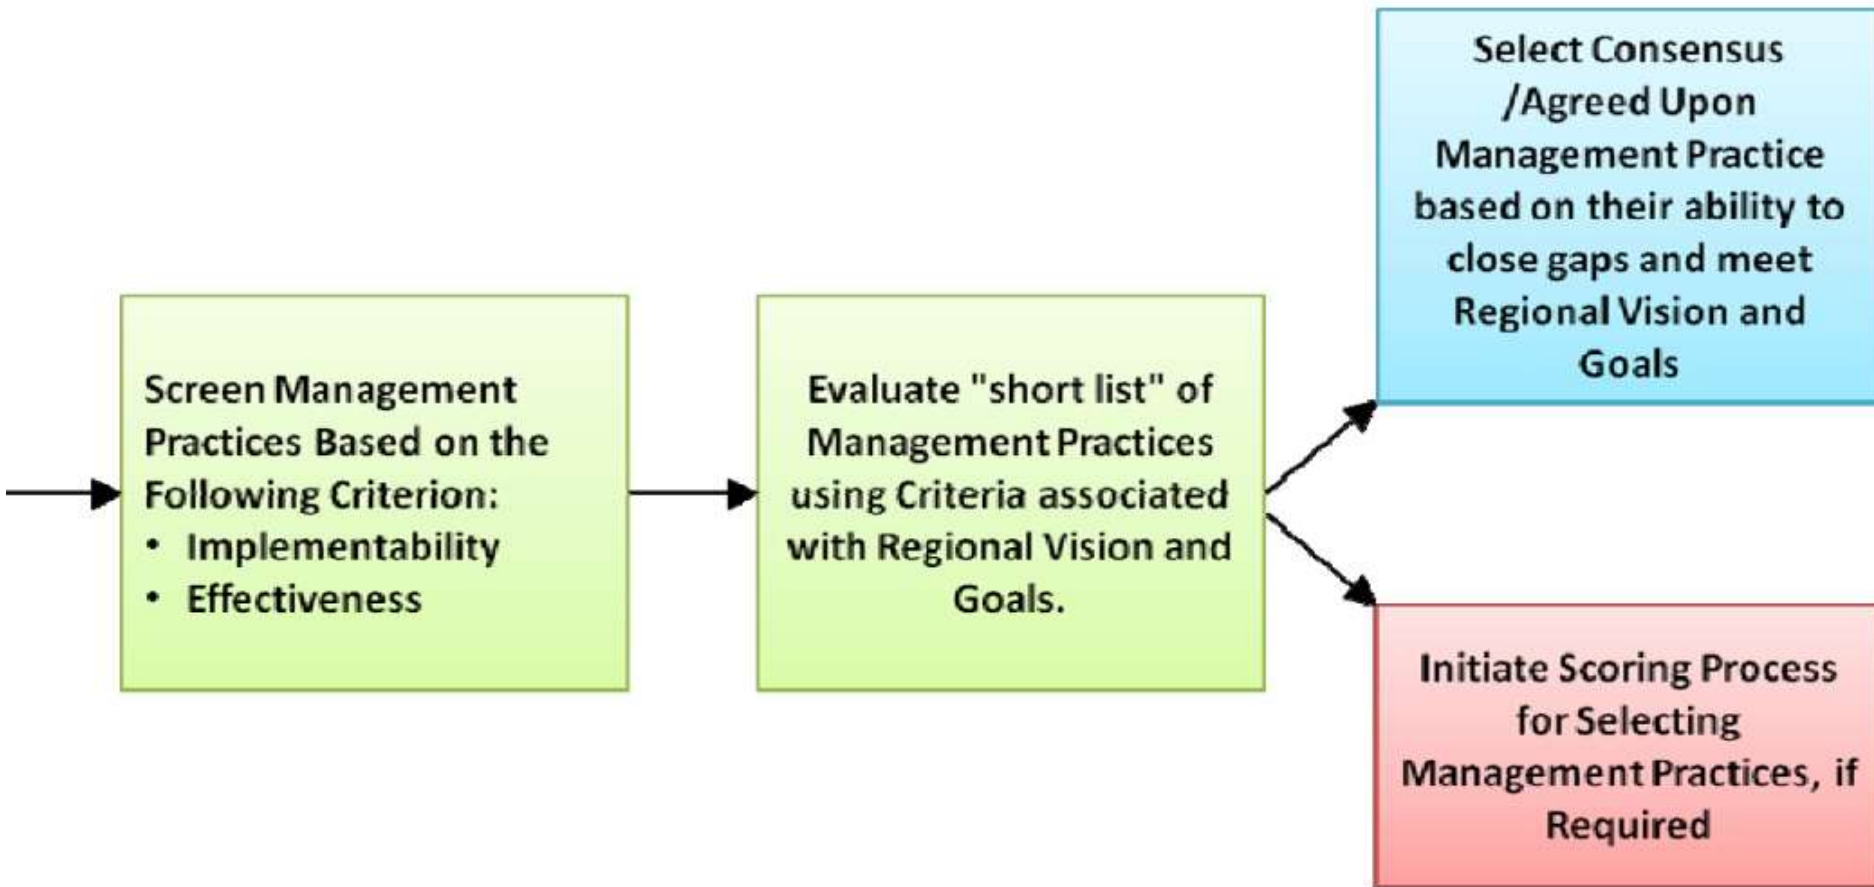 Screen Management
Practices Based on the
Following Criterion:
• Implementability
• Effectiveness
Evaluate "short list" of
Management Practices
using Criteria associated
with Regional Vision and
Goals.
Select Consensus
/Agreed Upon
Management Practice
based on their ability to
close gaps and meet
Regional Vision and
Goals
Initiate Scoring Process
for Selecting
Management Practices, if
Required